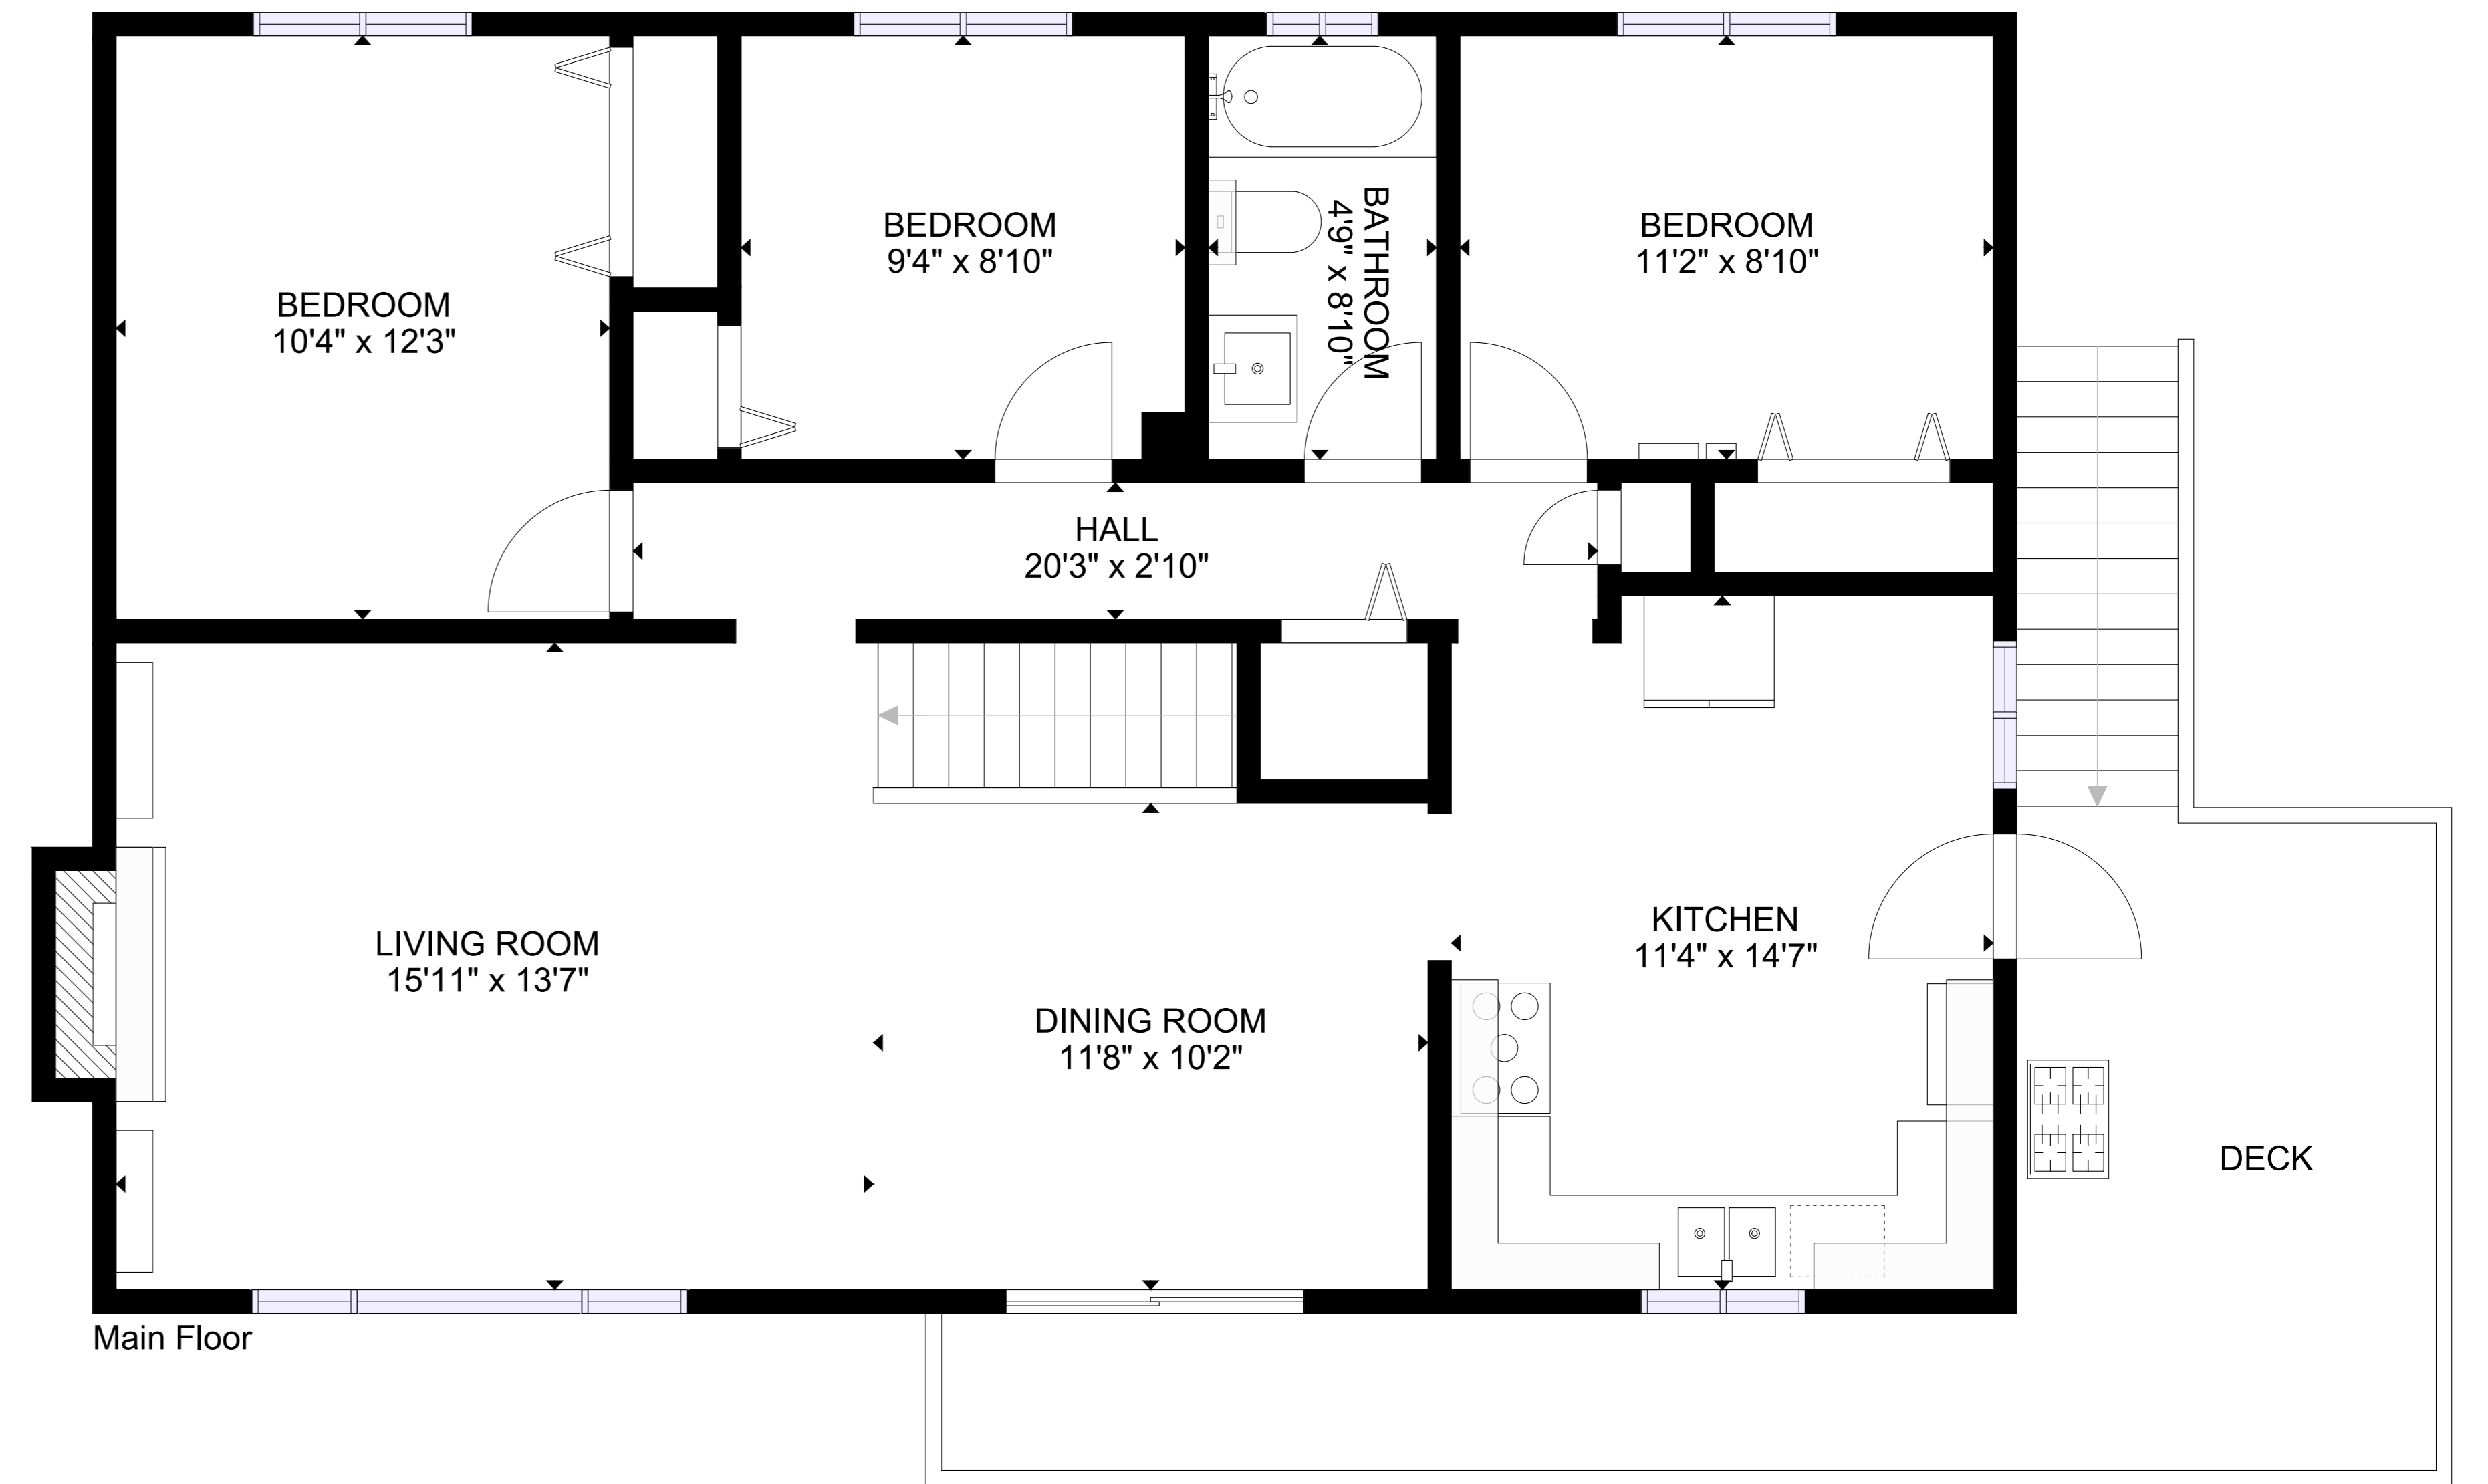 BEDROOM
10'4" x 12'3"
BEDROOM
9'4" x 8'10"
BATHROOM
4'9" x 8'10"
BEDROOM
11'2" x 8'10"
HALL
20'3" x 2'10"
LIVING ROOM
15'11" x 13'7"
DINING ROOM
11'8" x 10'2"
KITCHEN
11'4" x 14'7"
DECK
Main Floor